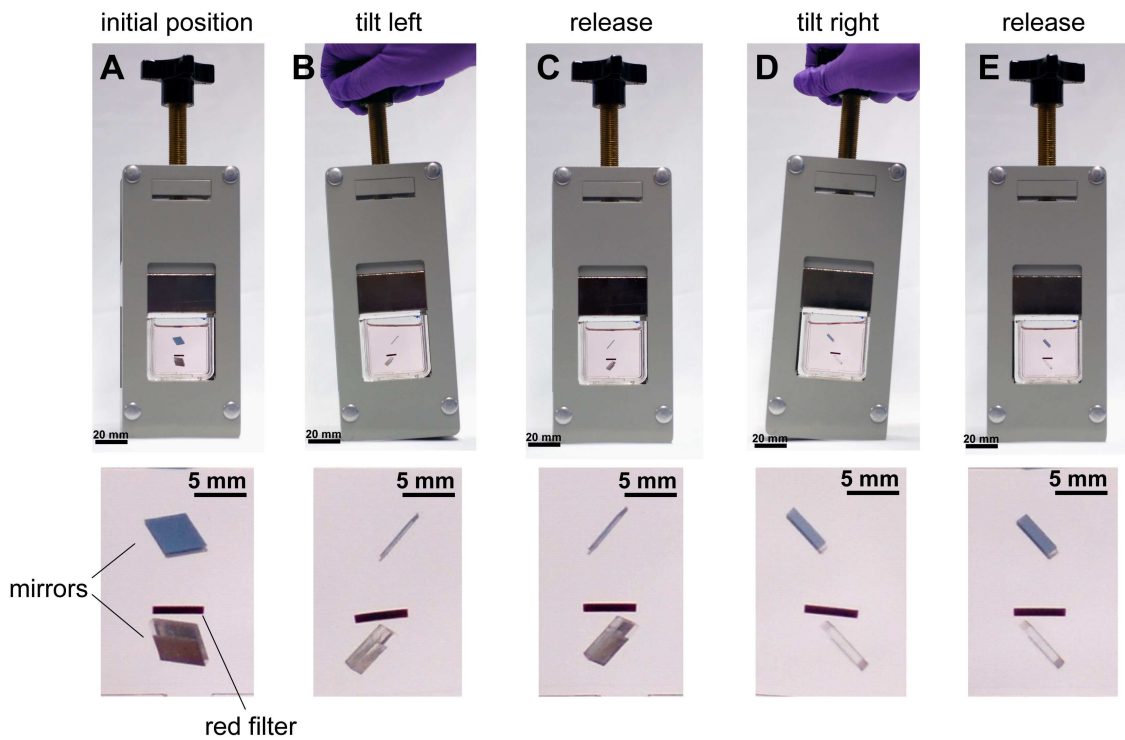 initial position
tilt left
release
tilt right
release
A
B
C
D
E
20 mm
20 mm
20 mm
20 mm
20 mm
5 mm
5 mm
5 mm
5 mm
5 mm
mirrors
red filter